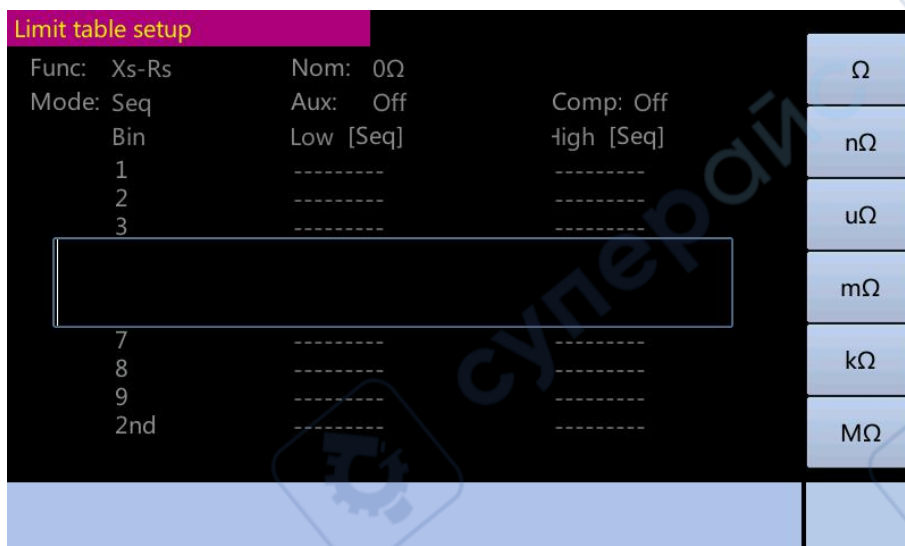 Limit table setup
Func: Xs-Rs Nom: 0Ω
Mode: Seq Aux: Off Comp: Off
Bin Low [Seq] High [Seq]
1 --------- ---------
2 --------- ---------
3 --------- ---------
7 --------- ---------
8 --------- ---------
9 --------- ---------
2nd --------- ---------
Ω
nΩ
uΩ
mΩ
kΩ
MΩ
суперайс